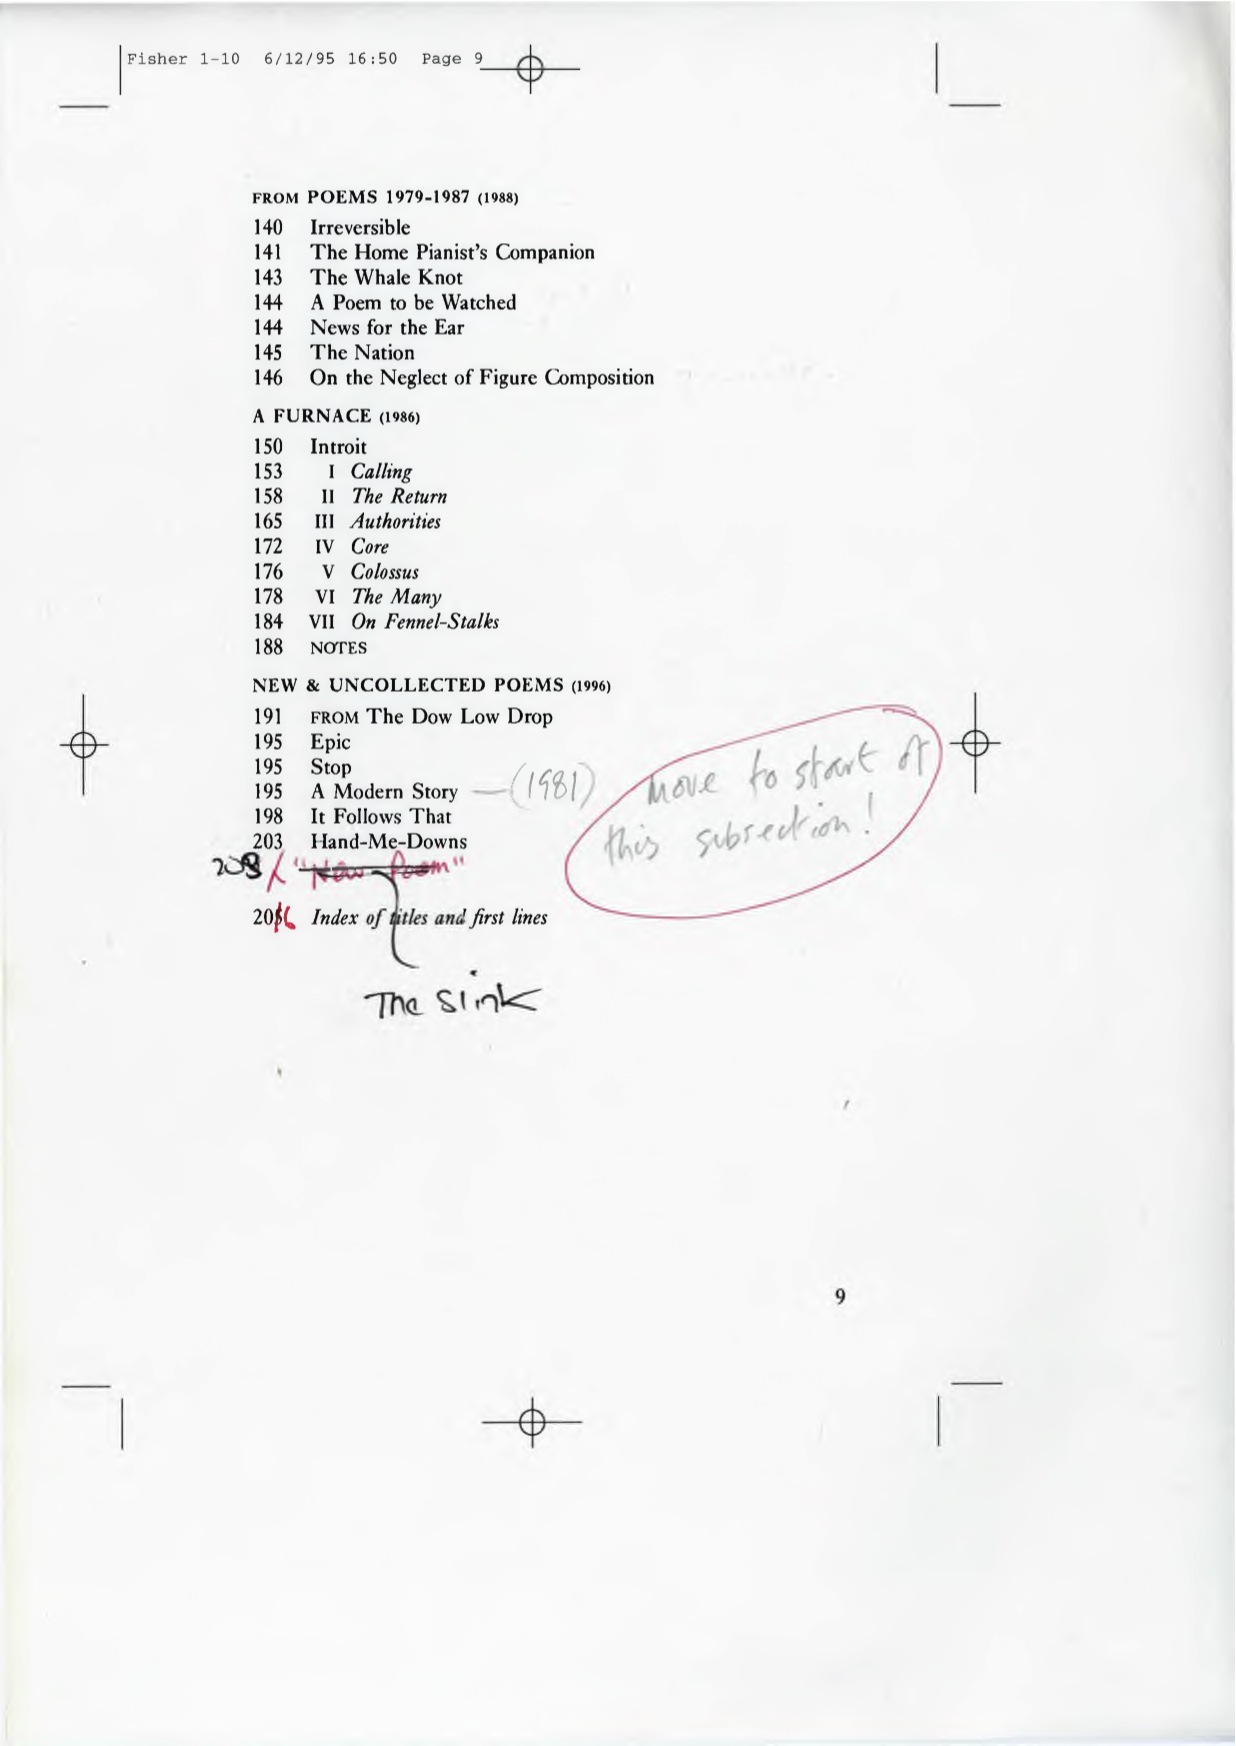 Fisher 1-10 6/12/95 16:50 Page 9
FROM POEMS 1979-1987 (1988)
140 Irreversible
141 The Home Pianist's Companion
143 The Whale Knot
144 A Poem to be Watched
144 News for the Ear
145 The Nation
146 On the Neglect of Figure Composition
A FURNACE (1986)
150 Introit
153 I Calling
158 II The Return
165 III Authorities
172 IV Core
176 V Colossus
178 VI The Many
184 VII On Fennel-Stalks
188 NOTES
NEW & UNCOLLECTED POEMS (1996)
191 FROM The Dow Low Drop
195 Epic
195 Stop
195 A Modern Story — (1981)
move to start of
this subsection!
198 It Follows That
203 Hand-Me-Downs
"New Poem"
206 Index of titles and first lines
The Slink
9